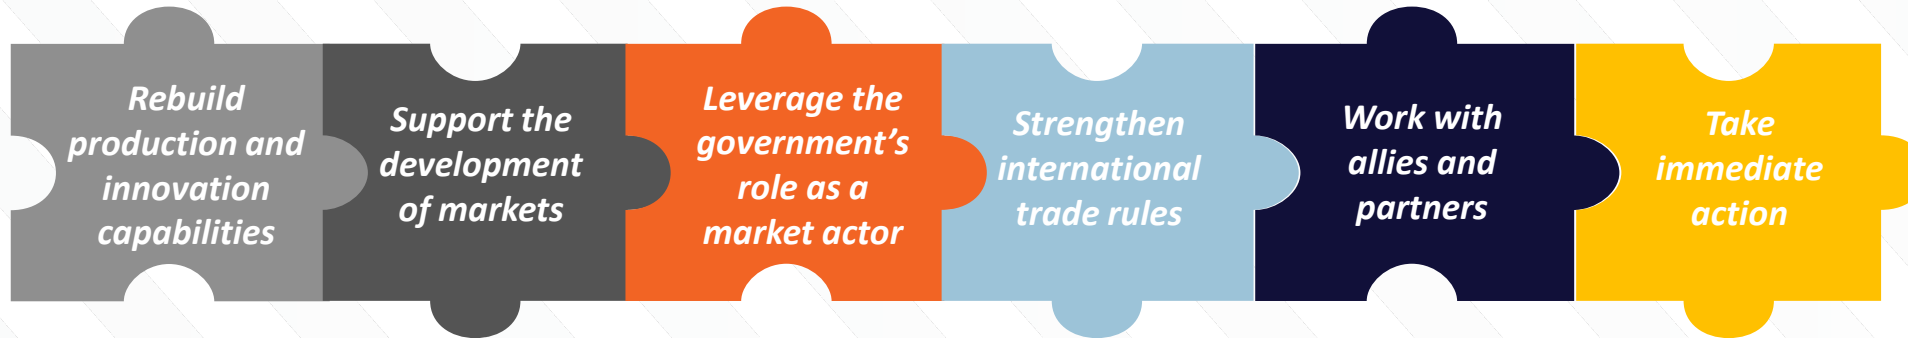 Rebuild
production and
innovation
capabilities
Support the
development
of markets
Leverage the
government’s
role as a
market actor
Strengthen
international
trade rules
Work with
allies and
partners
Take
immediate
action